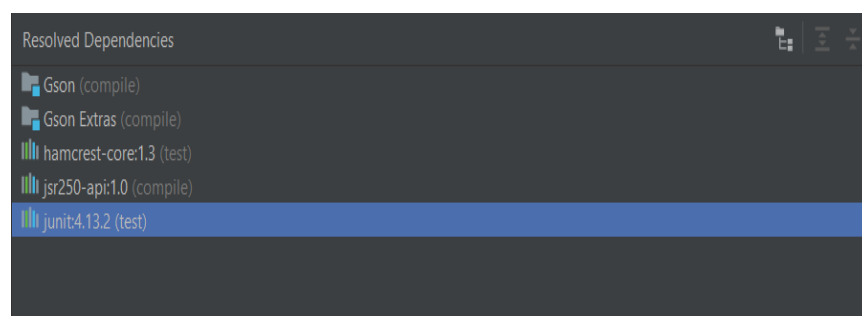 Resolved Dependencies
Gson (compile)
Gson Extras (compile)
hamcrest-core:1.3 (test)
jsr250-api:1.0 (compile)
junit:4.13.2 (test)